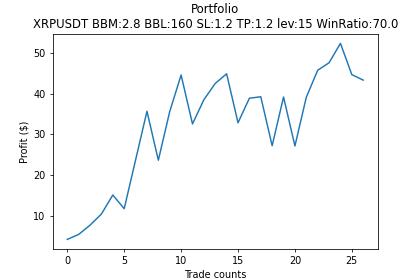 Portfolio
XRPUSDT BBM:2.8 BBL:160 SL:1.2 TP:1.2 lev:15 WinRatio:70.0
50
40
30
20
10
Profit ($)
0 5 10 15 20 25
Trade counts